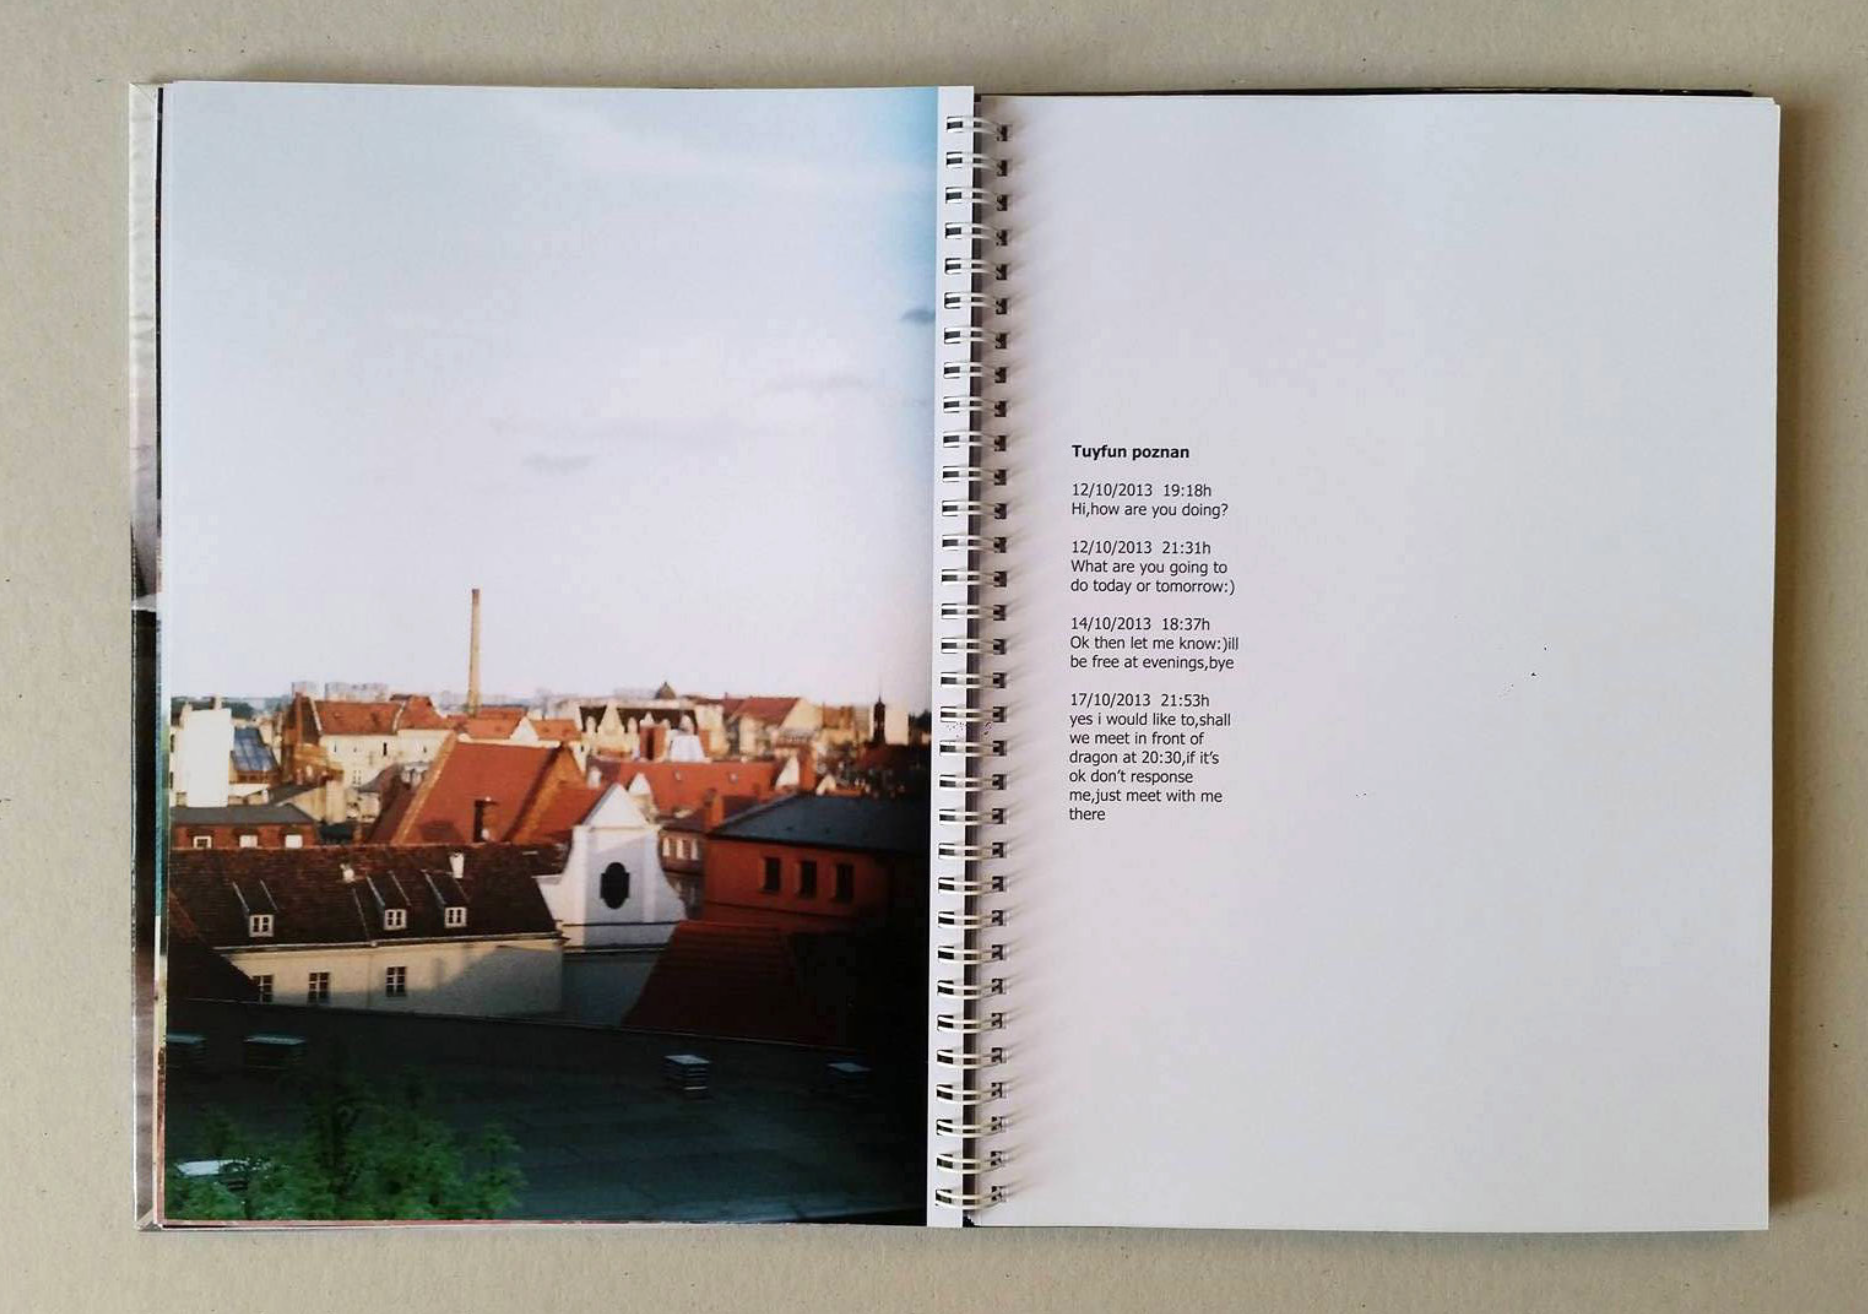 Tuyfun poznan
12/10/2013 19:18h
Hi,how are you doing?
12/10/2013 21:31h
What are you going to
do today or tomorrow:)
14/10/2013 18:37h
Ok then let me know:)ill
be free at evenings,bye
17/10/2013 21:53h
yes i would like to,shall
we meet in front of
dragon at 20:30,if it's
ok don't response
me,just meet with me
there